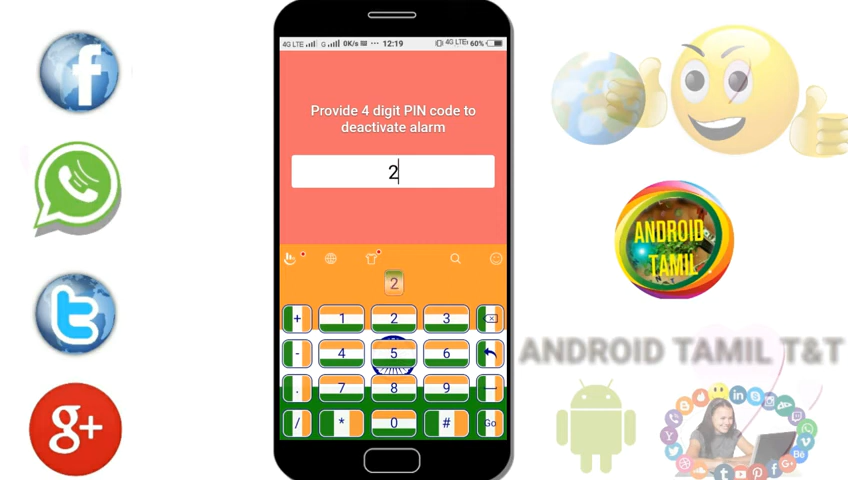 4G LTE G 0K/s ··· 12:19 4G LTE 60%
Provide 4 digit PIN code to
deactivate alarm
2
2
+ 1 2 3
- 4 5 6
. 7 8 9
/ * 0 # Go
f
t
g+
ANDROID
TAMIL
ANDROID TAMIL T&T